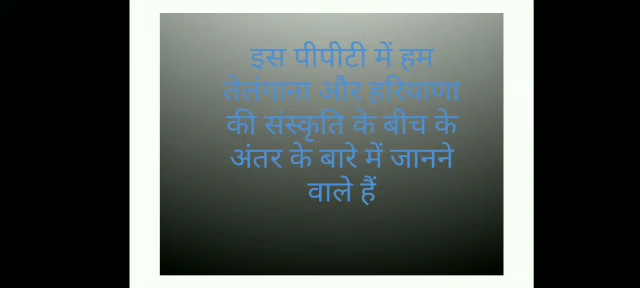 इस पीपीटी में हम
तेलंगाना और हरियाणा
की संस्कृति के बीच के
अंतर के बारे में जानने
वाले हैं